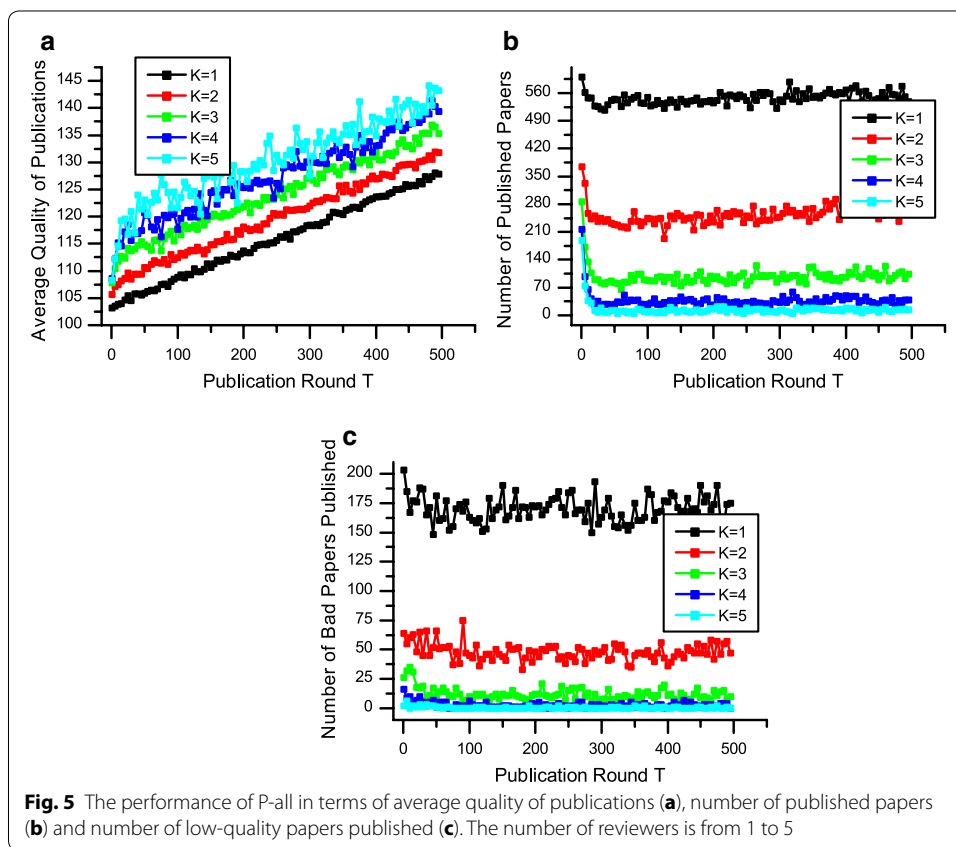 a
Average Quality of Publications
145
140
135
130
125
120
115
110
105
100
K=1
K=2
K=3
K=4
K=5
0 100 200 300 400 500
Publication Round T
b
Number of Published Papers
560
490
420
350
280
210
140
70
0
K=1
K=2
K=3
K=4
K=5
0 100 200 300 400 500
Publication Round T
c
Number of Bad Papers Published
200
175
150
125
100
75
50
25
0
K=1
K=2
K=3
K=4
K=5
0 100 200 300 400 500
Publication Round T
Fig. 5 The performance of P-all in terms of average quality of publications (a), number of published papers
(b) and number of low-quality papers published (c). The number of reviewers is from 1 to 5